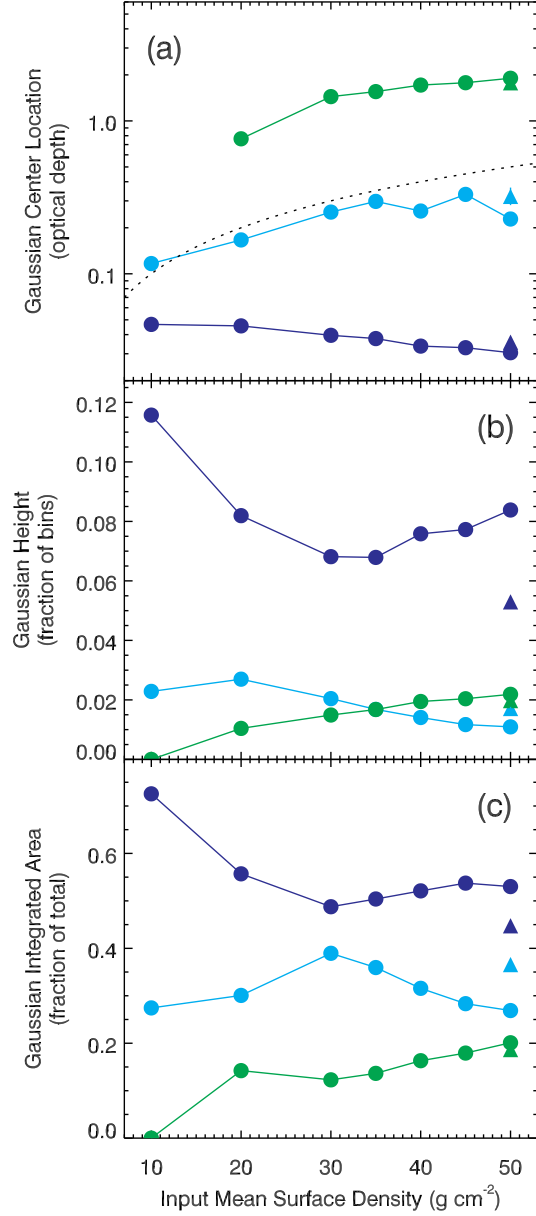 (a)
1.0
0.1
Gaussian Center Location
(optical depth)
(b)
0.12
0.10
0.08
0.06
0.04
0.02
0.00
Gaussian Height
(fraction of bins)
(c)
0.6
0.4
0.2
0.0
Gaussian Integrated Area
(fraction of total)
10 20 30 40 50
Input Mean Surface Density (g cm⁻²)